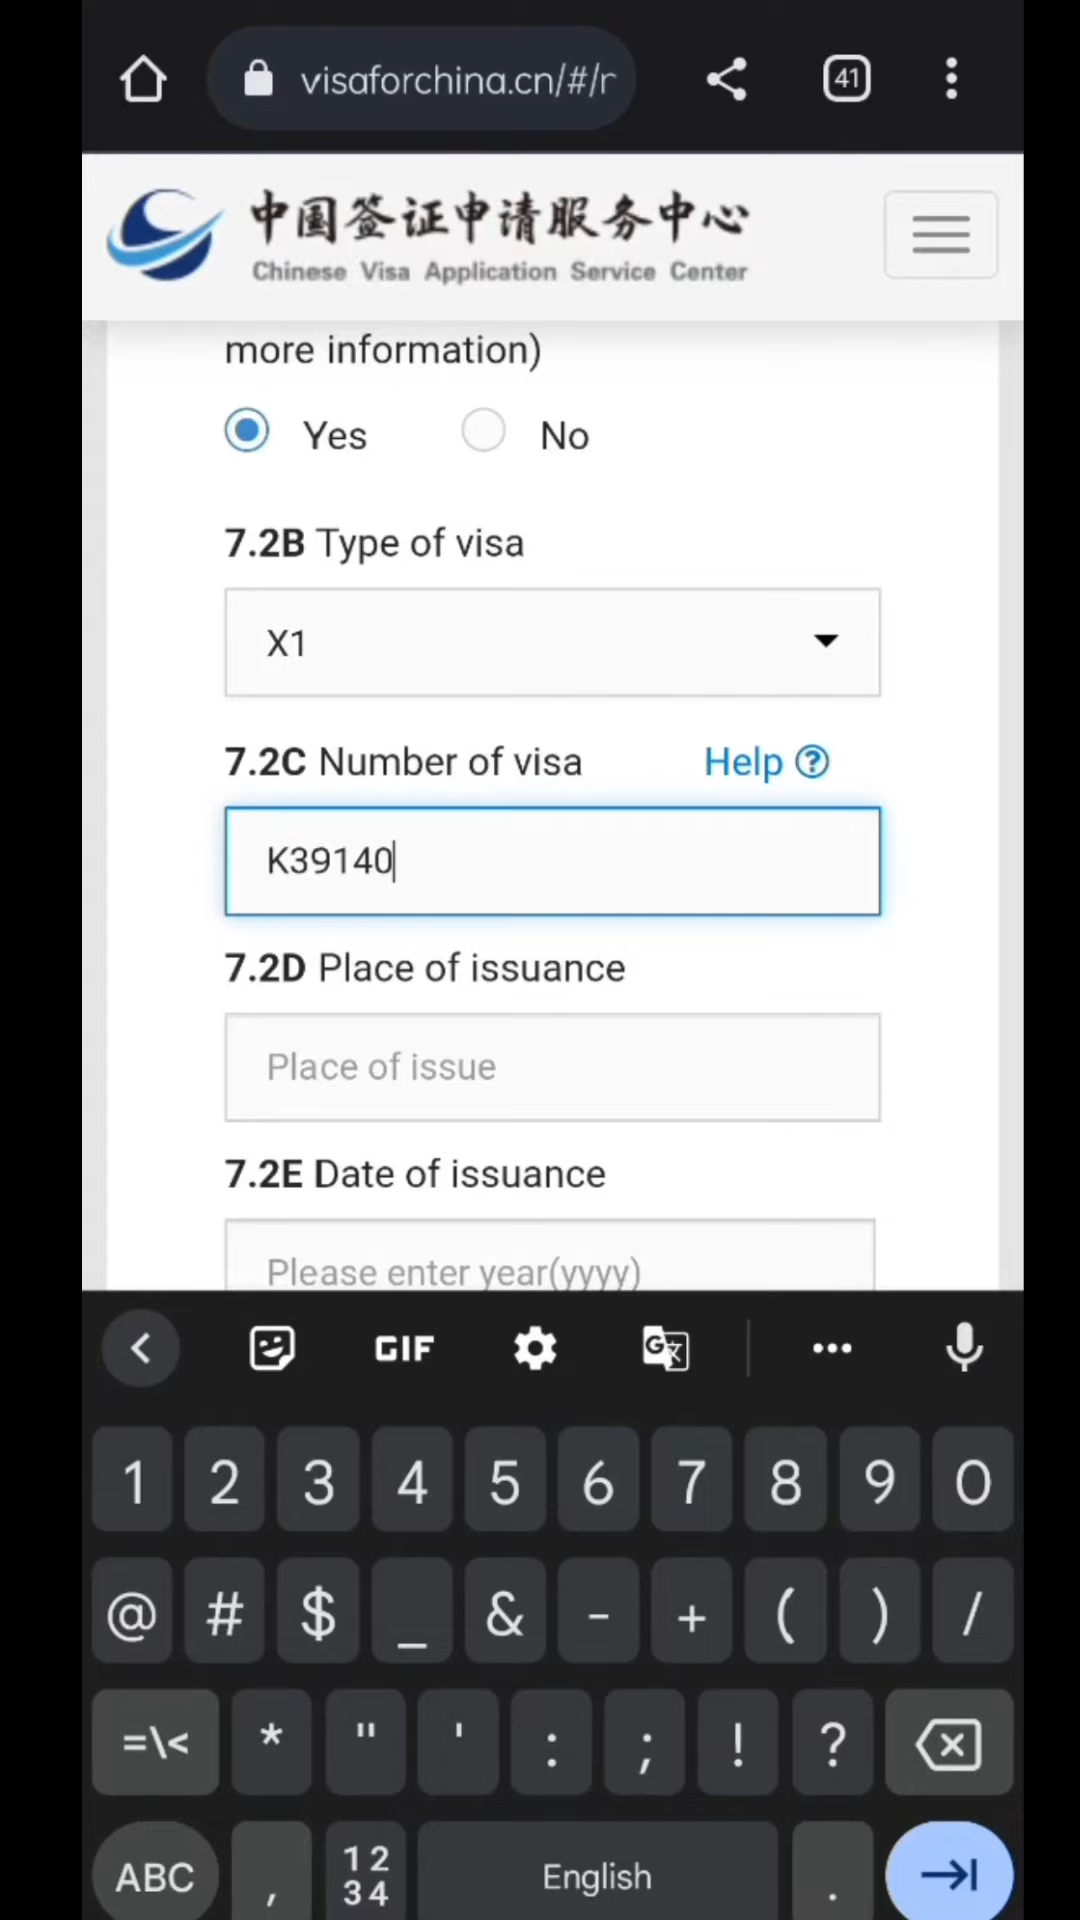 visaforchina.cn/#/r
41
中国签证申请服务中心
Chinese Visa Application Service Center
more information)
Yes No
7.2B Type of visa
X1
7.2C Number of visa Help ?
K39140
7.2D Place of issuance
Place of issue
7.2E Date of issuance
Please enter year(yyyy)
GIF G文
1 2 3 4 5 6 7 8 9 0
@ # $ _ & - + ( ) /
=\< * " ' : ; ! ?
ABC , 12 34 English .